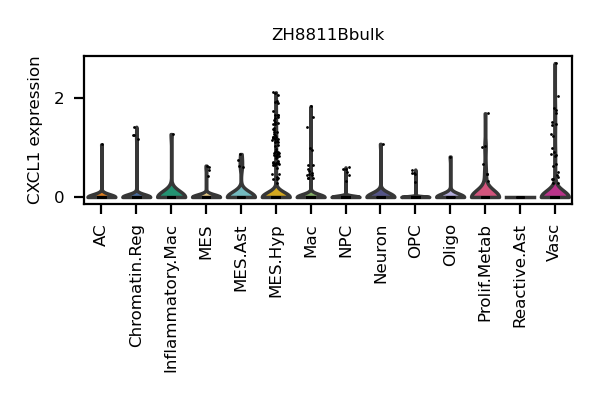 ZH8811Bbulk
CXCL1 expression
2
0
AC
Chromatin.Reg
Inflammatory.Mac
MES
MES.Ast
MES.Hyp
Mac
NPC
Neuron
OPC
Oligo
Prolif.Metab
Reactive.Ast
Vasc